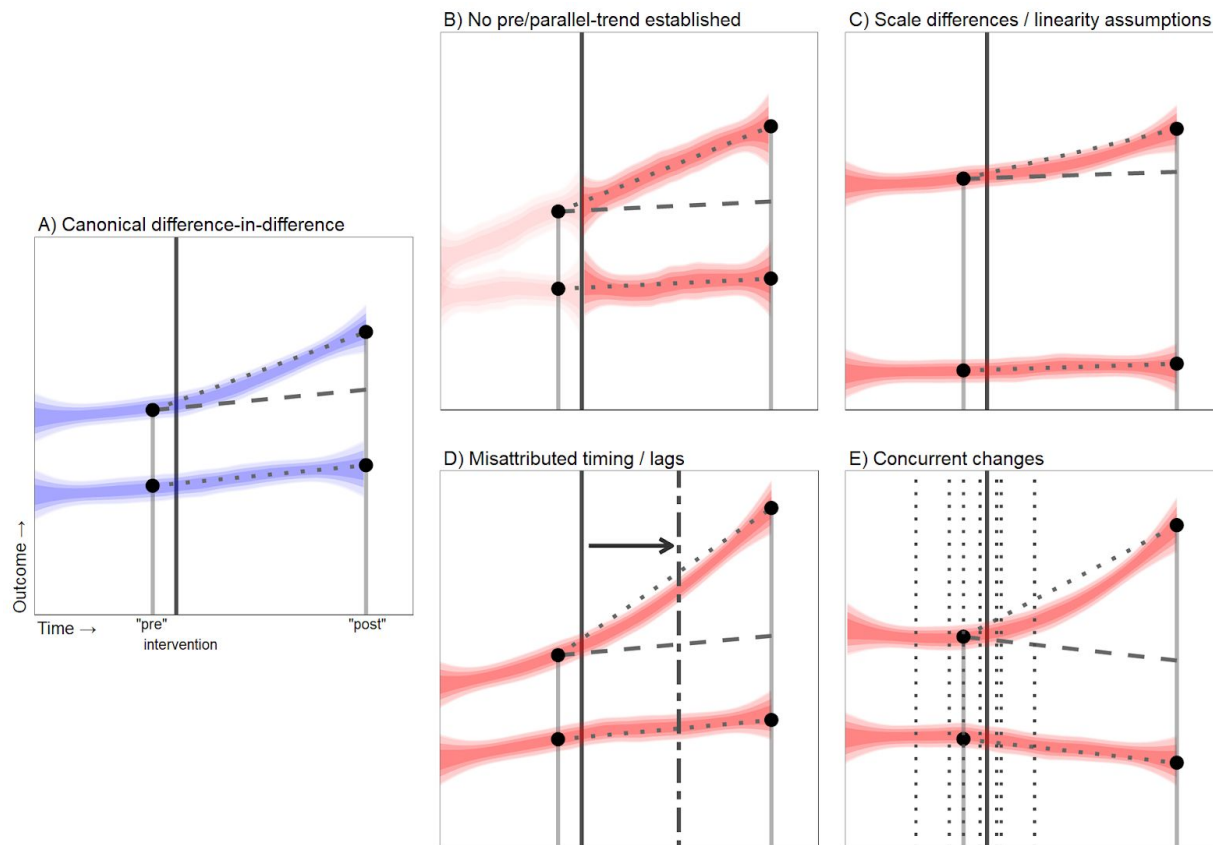 B) No pre/parallel-trend established
C) Scale differences / linearity assumptions
A) Canonical difference-in-difference
Outcome →
Time →
"pre"
"post"
intervention
D) Misattributed timing / lags
E) Concurrent changes